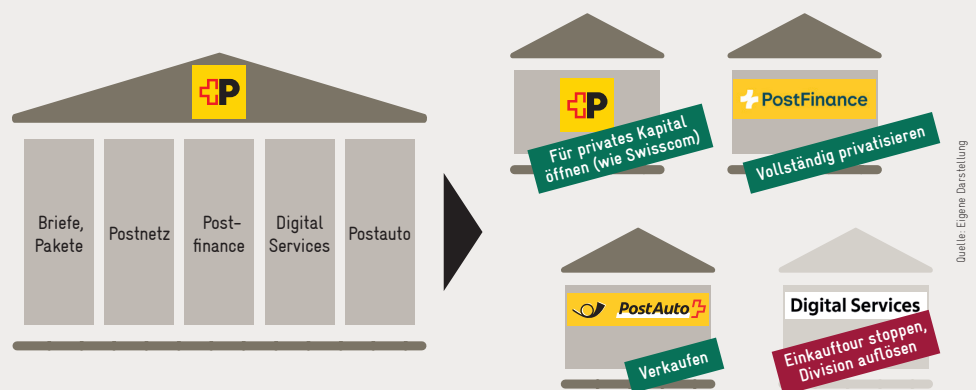 P
Briefe,
Pakete
Postnetz
Post-
finance
Digital
Services
Postauto
P
Für privates Kapital
öffnen (wie Swisscom)
PostFinance
Vollständig privatisieren
PostAuto
Verkaufen
Digital Services
Einkauftour stoppen,
Division auflösen
Quelle: Eigene Darstellung